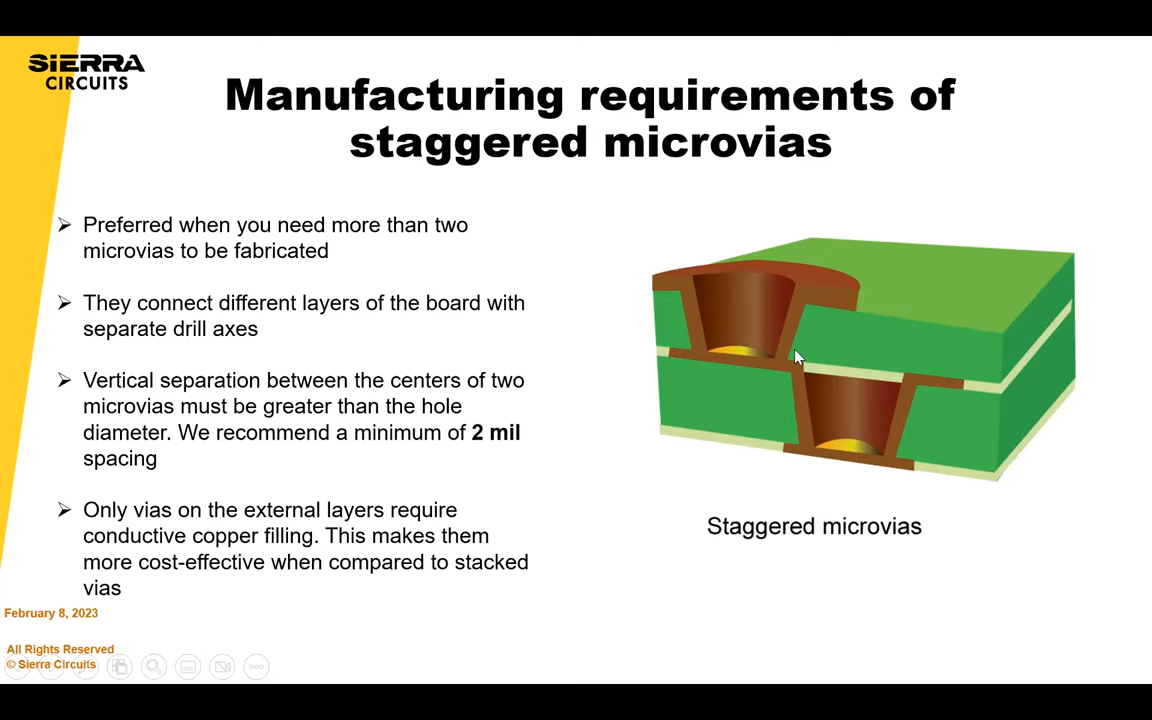 SIERRA
CIRCUITS
Manufacturing requirements of
staggered microvias
Preferred when you need more than two
microvias to be fabricated
They connect different layers of the board with
separate drill axes
Vertical separation between the centers of two
microvias must be greater than the hole
diameter. We recommend a minimum of 2 mil
spacing
Only vias on the external layers require
conductive copper filling. This makes them
more cost-effective when compared to stacked
vias
Staggered microvias
February 8, 2023
All Rights Reserved
© Sierra Circuits